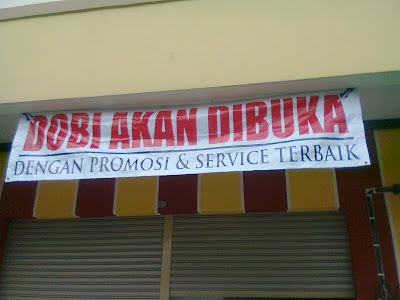 DOBI AKAN DIBUKA
DENGAN PROMOSI & SERVICE TERBAIK